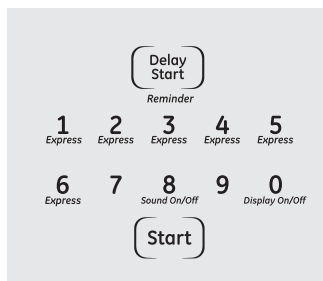 Delay
Start
Reminder
1 2 3 4 5
Express Express Express Express Express
6 7 8 9 0
Express Sound On/Off Display On/Off
Start